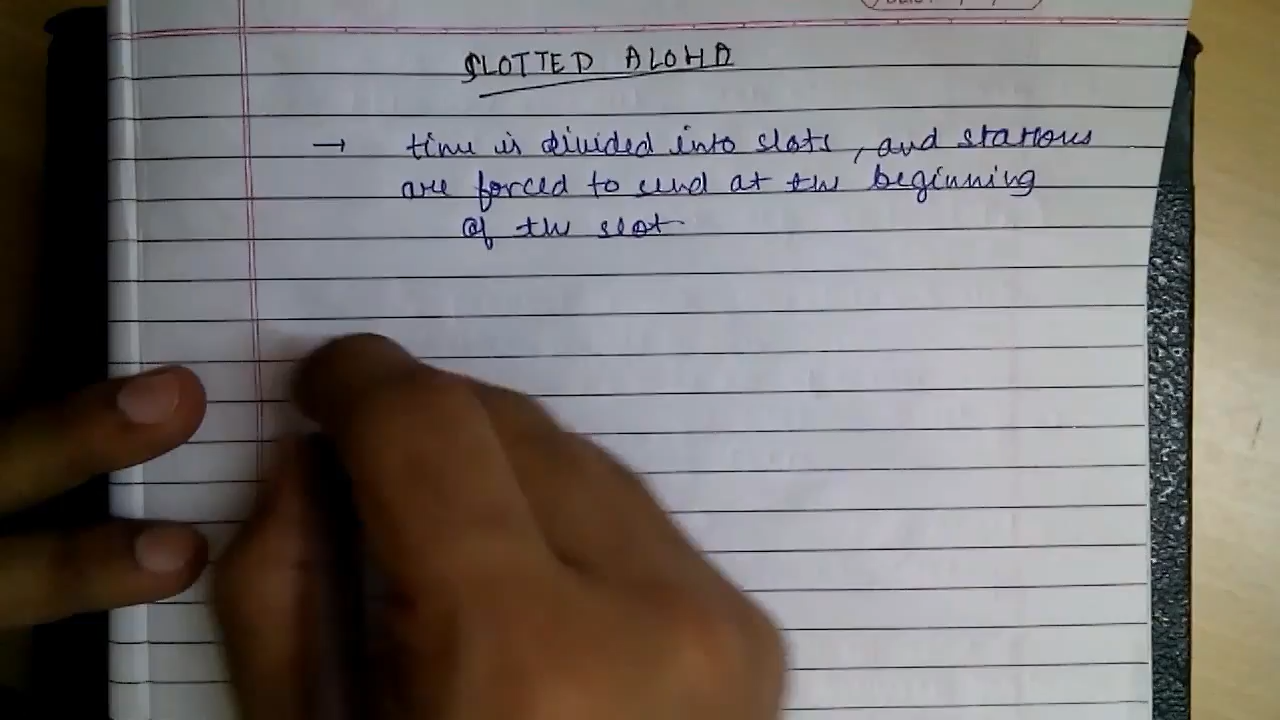 SLOTTED ALOHA
→ time is divided into slots, and stations
are forced to send at the beginning
of the slot